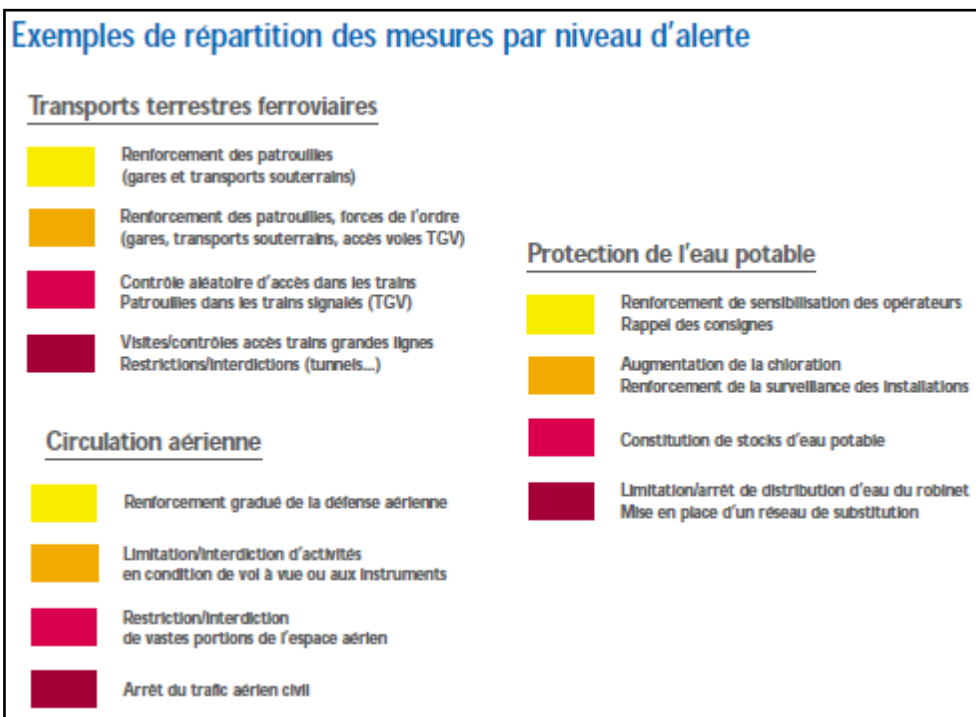 Exemples de répartition des mesures par niveau d'alerte
Transports terrestres ferroviaires
Renforcement des patrouilles
(gares et transports souterrains)
Renforcement des patrouilles, forces de l'ordre
(gares, transports souterrains, accès voies TGV)
Contrôle aléatoire d'accès dans les trains
Patrouilles dans les trains signalés (TGV)
Visites/contrôles accès trains grandes lignes
Restrictions/interdictions (tunnels...)
Circulation aérienne
Renforcement gradué de la défense aérienne
Limitation/interdiction d'activités
en condition de vol à vue ou aux instruments
Restriction/interdiction
de vastes portions de l'espace aérien
Arrêt du trafic aérien civil
Protection de l'eau potable
Renforcement de sensibilisation des opérateurs
Rappel des consignes
Augmentation de la chloration
Renforcement de la surveillance des installations
Constitution de stocks d'eau potable
Limitation/arrêt de distribution d'eau du robinet
Mise en place d'un réseau de substitution